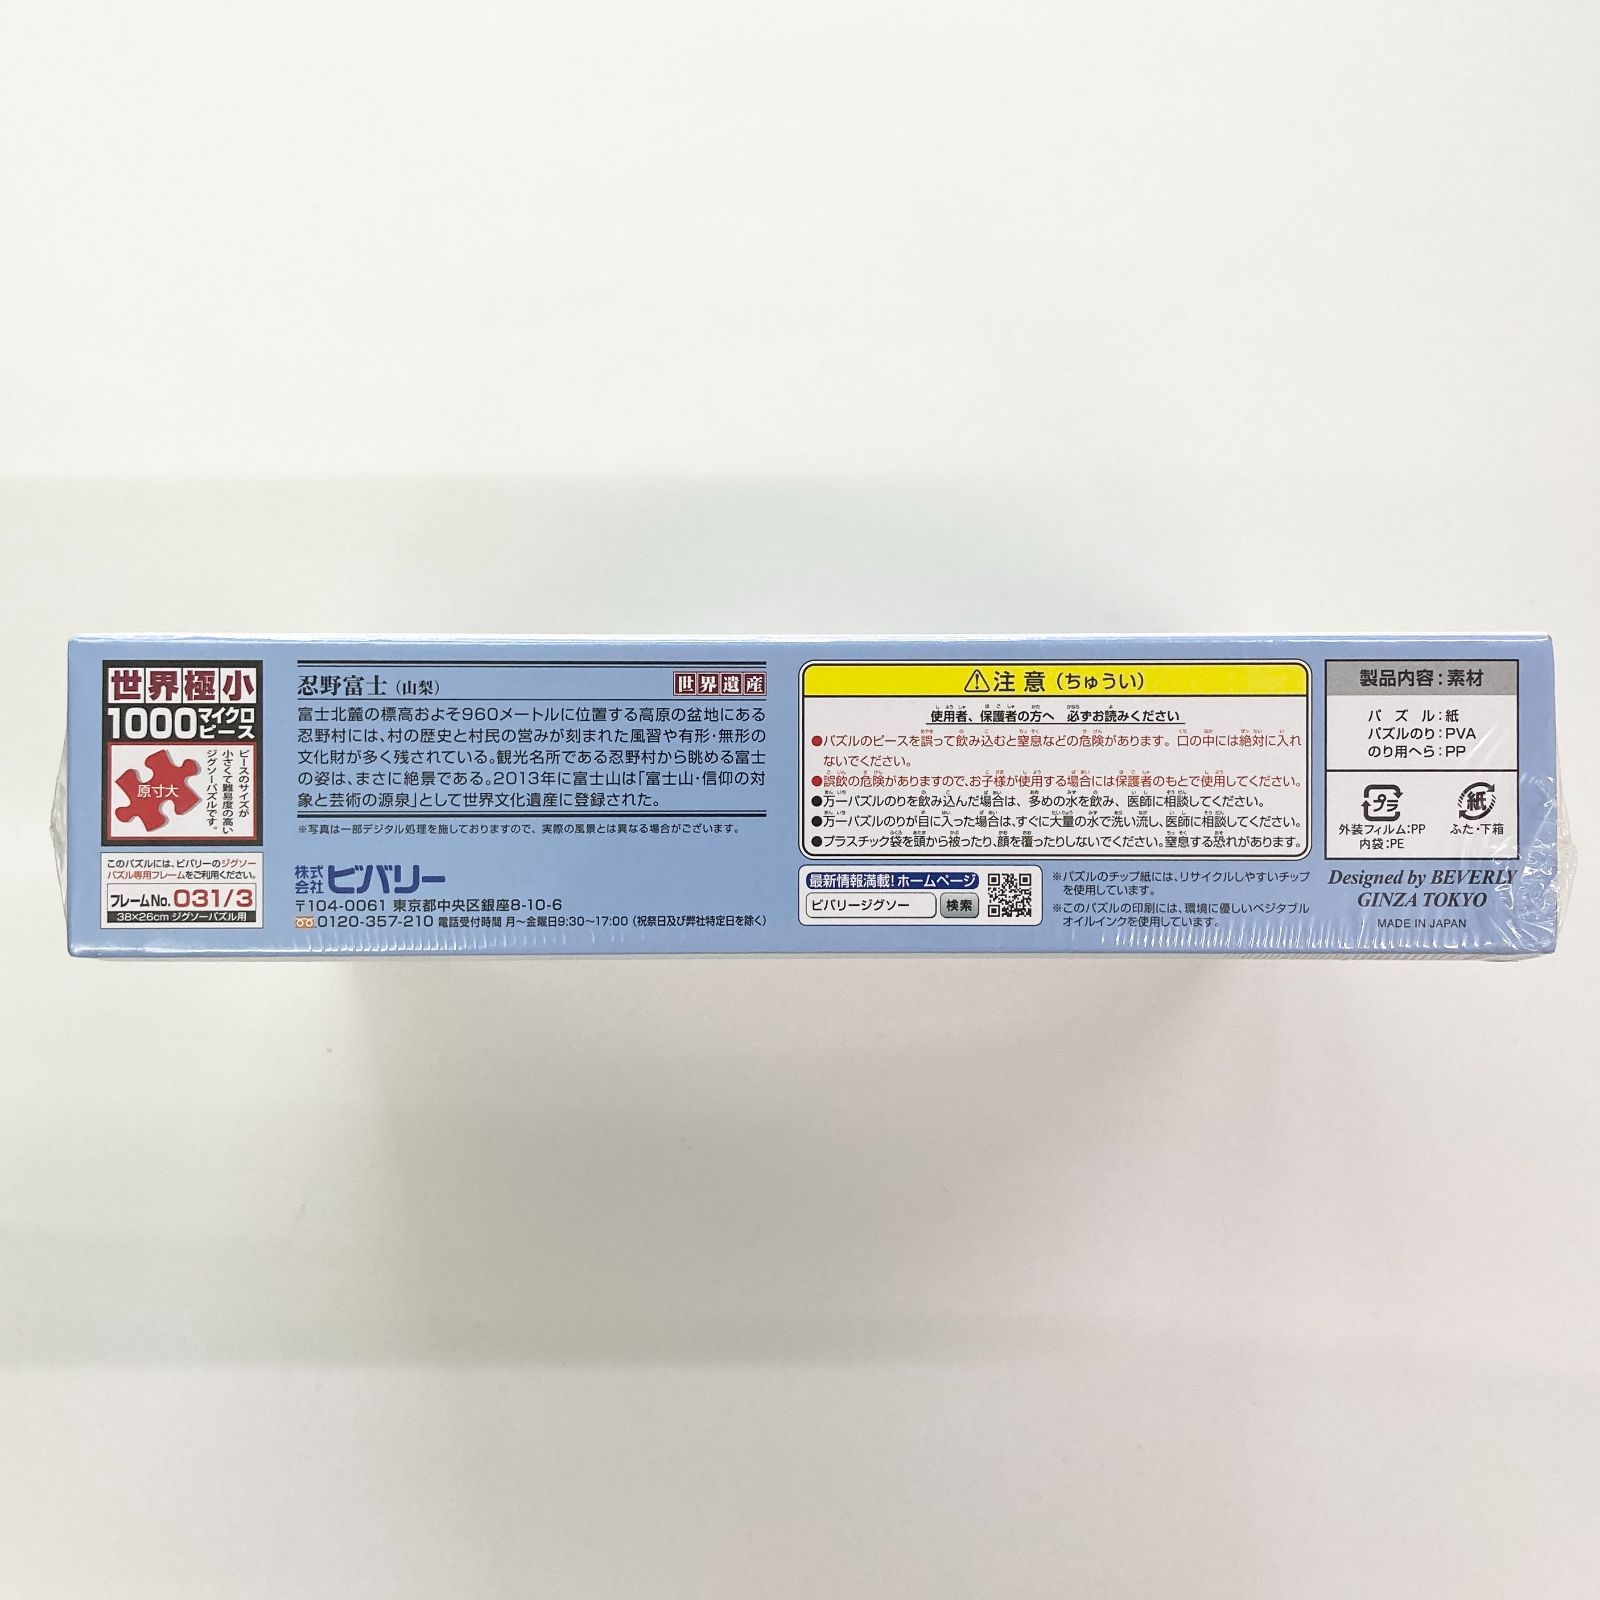 世界極小
1000マイクロピース
原寸大
ピースのサイズが
小さくて難易度の高い
ジグソーパズルです。
このパズルには、ビバリーのジグソー
パズル専用フレームをご利用ください。
フレームNo.031/3
38×26cm ジグソーパズル用
忍野富士（山梨）
世界遺産
富士北麓の標高およそ960メートルに位置する高原の盆地にある
忍野村には、村の歴史と村民の営みが刻まれた風習や有形・無形の
文化財が多く残されている。観光名所である忍野村から眺める富士
の姿は、まさに絶景である。2013年に富士山は「富士山・信仰の対
象と芸術の源泉」として世界文化遺産に登録された。
※写真は一部デジタル処理を施しておりますので、実際の風景とは異なる場合がございます。
株式会社ビバリー
〒104-0061 東京都中央区銀座8-10-6
0120-357-210 電話受付時間 月～金曜日9:30～17:00（祝祭日及び弊社特定日を除く）
注意（ちゅうい）
使用者、保護者の方へ 必ずお読みください
●パズルのピースを誤って飲み込むと窒息などの危険があります。口の中には絶対に入れ
ないでください。
●誤飲の危険がありますので、お子様が使用する場合には保護者のもとで使用してください。
●万一パズルのりを飲み込んだ場合は、多めの水を飲み、医師に相談してください。
●万一パズルのりが目に入った場合は、すぐに大量の水で洗い流し、医師に相談してください。
●プラスチック袋を頭から被ったり、顔を覆ったりしないでください。窒息する恐れがあります。
最新情報満載!ホームページ
ビバリージグソー 検索
※パズルのチップ紙には、リサイクルしやすいチップ
を使用しています。
※このパズルの印刷には、環境に優しいベジタブル
オイルインクを使用しています。
製品内容：素材
パズル：紙
パズルのり：PVA
のり用へら：PP
プラ
紙
外装フィルム：PP
内袋：PE
ふた・下箱
Designed by BEVERLY
GINZA TOKYO
MADE IN JAPAN